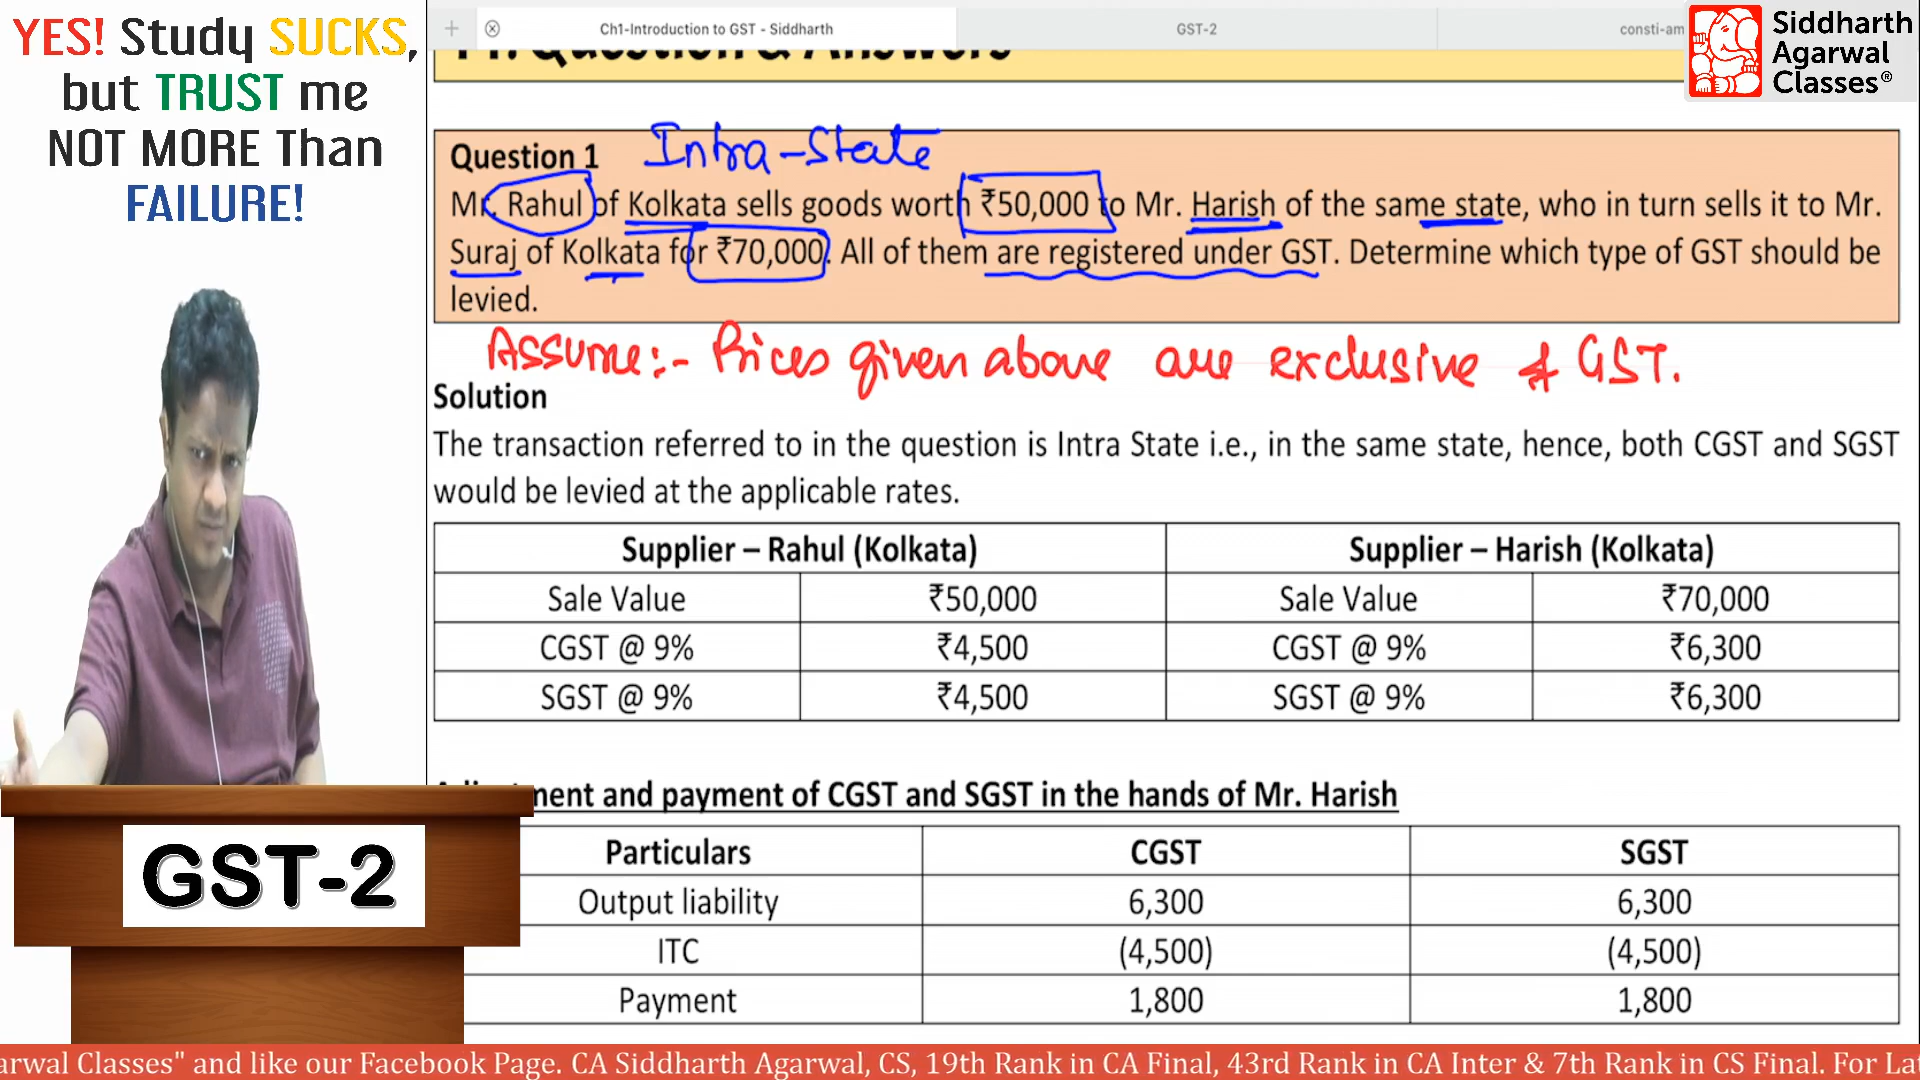 YES! Study SUCKS,
but TRUST me
NOT MORE Than
FAILURE!
Ch1-Introduction to GST - Siddharth
GST-2
consti-am
Siddharth
Agarwal
Classes®
Question & Answers
Question 1 Intra-State
Mr. Rahul of Kolkata sells goods worth ₹50,000 to Mr. Harish of the same state, who in turn sells it to Mr.
Suraj of Kolkata for ₹70,000. All of them are registered under GST. Determine which type of GST should be
levied.
Assume:- Prices given above are exclusive of GST.
Solution
The transaction referred to in the question is Intra State i.e., in the same state, hence, both CGST and SGST
would be levied at the applicable rates.
Supplier – Rahul (Kolkata) Supplier – Harish (Kolkata)
Sale Value ₹50,000 Sale Value ₹70,000
CGST @ 9% ₹4,500 CGST @ 9% ₹6,300
SGST @ 9% ₹4,500 SGST @ 9% ₹6,300
and payment of CGST and SGST in the hands of Mr. Harish
Particulars CGST SGST
Output liability 6,300 6,300
ITC (4,500) (4,500)
Payment 1,800 1,800
GST-2
arwal Classes" and like our Facebook Page. CA Siddharth Agarwal, CS, 19th Rank in CA Final, 43rd Rank in CA Inter & 7th Rank in CS Final. For La